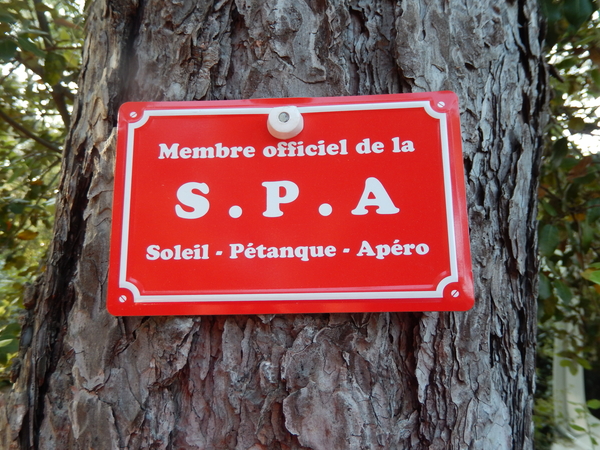 Membre officiel de la
S.P.A
Soleil - Pétanque - Apéro